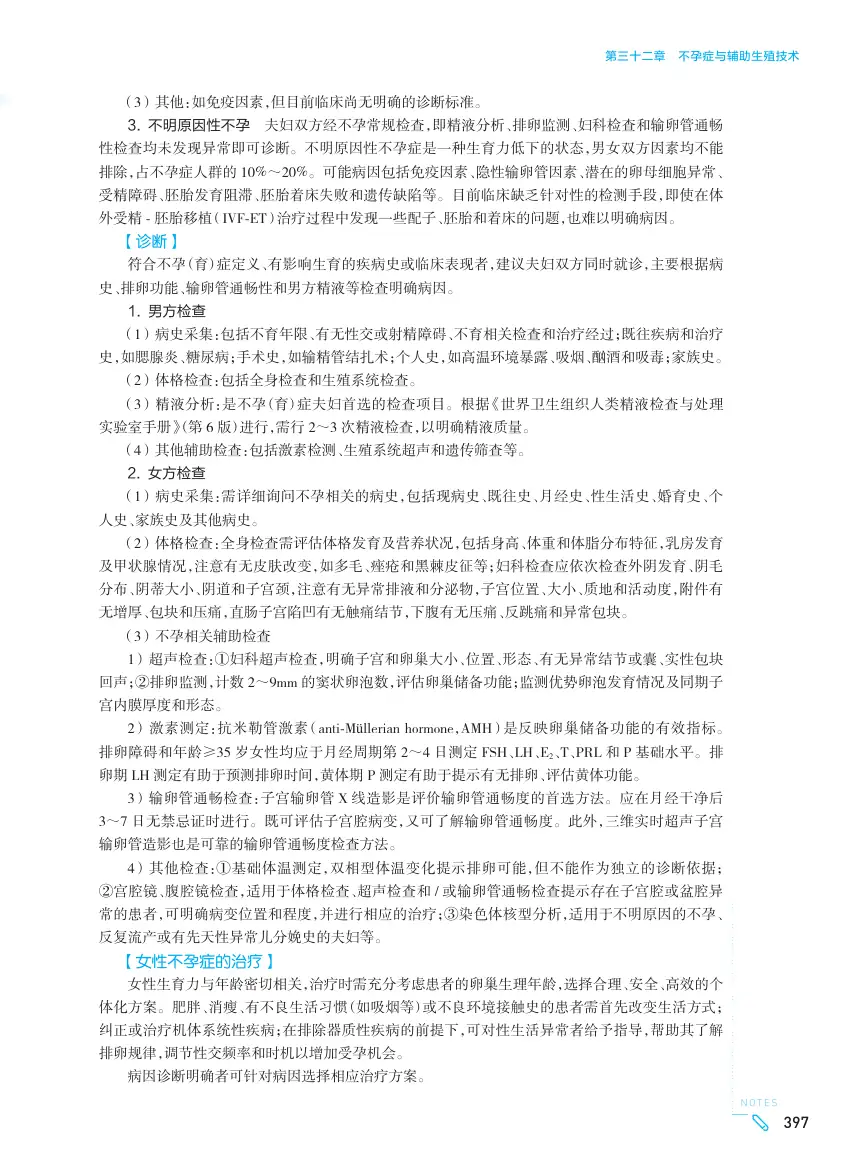 第三十二章　不孕症与辅助生殖技术
（3）其他：如免疫因素，但目前临床尚无明确的诊断标准。
3. 不明原因性不孕　夫妇双方经不孕常规检查，即精液分析、排卵监测、妇科检查和输卵管通畅
性检查均未发现异常即可诊断。不明原因性不孕症是一种生育力低下的状态，男女双方因素均不能
排除，占不孕症人群的 10%～20%。可能病因包括免疫因素、隐性输卵管因素、潜在的卵母细胞异常、
受精障碍、胚胎发育阻滞、胚胎着床失败和遗传缺陷等。目前临床缺乏针对性的检测手段，即使在体
外受精 - 胚胎移植（IVF-ET）治疗过程中发现一些配子、胚胎和着床的问题，也难以明确病因。
【诊断】
符合不孕（育）症定义、有影响生育的疾病史或临床表现者，建议夫妇双方同时就诊，主要根据病
史、排卵功能、输卵管通畅性和男方精液等检查明确病因。
1. 男方检查
（1）病史采集：包括不育年限、有无性交或射精障碍、不育相关检查和治疗经过；既往疾病和治疗
史，如腮腺炎、糖尿病；手术史，如输精管结扎术；个人史，如高温环境暴露、吸烟、酗酒和吸毒；家族史。
（2）体格检查：包括全身检查和生殖系统检查。
（3）精液分析：是不孕（育）症夫妇首选的检查项目。根据《世界卫生组织人类精液检查与处理
实验室手册》（第 6 版）进行，需行 2～3 次精液检查，以明确精液质量。
（4）其他辅助检查：包括激素检测、生殖系统超声和遗传筛查等。
2. 女方检查
（1）病史采集：需详细询问不孕相关的病史，包括现病史、既往史、月经史、性生活史、婚育史、个
人史、家族史及其他病史。
（2）体格检查：全身检查需评估体格发育及营养状况，包括身高、体重和体脂分布特征，乳房发育
及甲状腺情况，注意有无皮肤改变，如多毛、痤疮和黑棘皮征等；妇科检查应依次检查外阴发育、阴毛
分布、阴蒂大小、阴道和子宫颈，注意有无异常排液和分泌物，子宫位置、大小、质地和活动度，附件有
无增厚、包块和压痛，直肠子宫陷凹有无触痛结节，下腹有无压痛、反跳痛和异常包块。
（3）不孕相关辅助检查
1）超声检查：①妇科超声检查，明确子宫和卵巢大小、位置、形态、有无异常结节或囊、实性包块
回声；②排卵监测，计数 2～9mm 的窦状卵泡数，评估卵巢储备功能；监测优势卵泡发育情况及同期子
宫内膜厚度和形态。
2）激素测定：抗米勒管激素（anti-Müllerian hormone，AMH）是反映卵巢储备功能的有效指标。
排卵障碍和年龄≥35 岁女性均应于月经周期第 2～4 日测定 FSH、LH、E₂、T、PRL 和 P 基础水平。排
卵期 LH 测定有助于预测排卵时间，黄体期 P 测定有助于提示有无排卵、评估黄体功能。
3）输卵管通畅检查：子宫输卵管 X 线造影是评价输卵管通畅度的首选方法。应在月经干净后
3～7 日无禁忌证时进行。既可评估子宫腔病变，又可了解输卵管通畅度。此外，三维实时超声子宫
输卵管造影也是可靠的输卵管通畅度检查方法。
4）其他检查：①基础体温测定，双相型体温变化提示排卵可能，但不能作为独立的诊断依据；
②宫腔镜、腹腔镜检查，适用于体格检查、超声检查和 / 或输卵管通畅检查提示存在子宫腔或盆腔异
常的患者，可明确病变位置和程度，并进行相应的治疗；③染色体核型分析，适用于不明原因的不孕、
反复流产或有先天性异常儿分娩史的夫妇等。
【女性不孕症的治疗】
女性生育力与年龄密切相关，治疗时需充分考虑患者的卵巢生理年龄，选择合理、安全、高效的个
体化方案。肥胖、消瘦、有不良生活习惯（如吸烟等）或不良环境接触史的患者需首先改变生活方式；
纠正或治疗机体系统性疾病；在排除器质性疾病的前提下，可对性生活异常者给予指导，帮助其了解
排卵规律，调节性交频率和时机以增加受孕机会。
病因诊断明确者可针对病因选择相应治疗方案。
NOTES
397